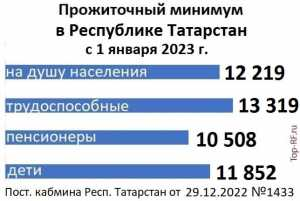 Прожиточный минимум
в Республике Татарстан
с 1 января 2023 г.
на душу населения 12 219
трудоспособные 13 319
пенсионеры 10 508
дети 11 852
Пост. кабмина Респ. Татарстан от 29.12.2022 №1433
Top-RF.ru